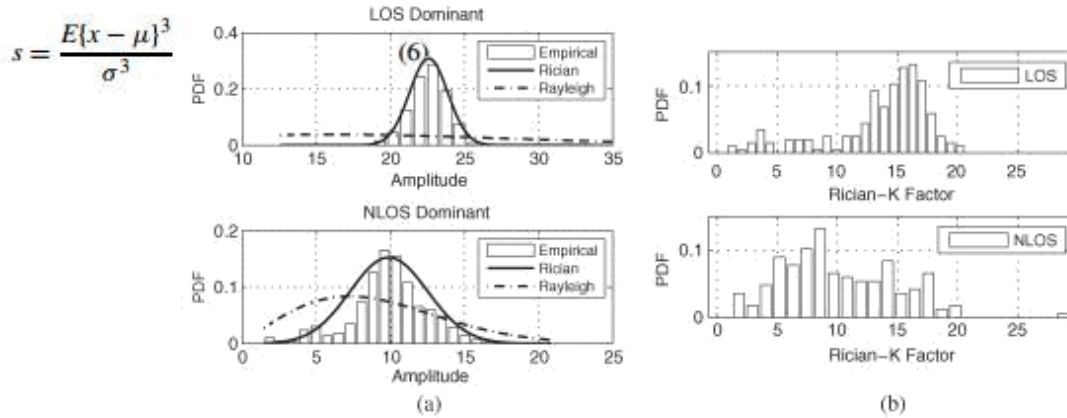 s = E{x − μ}³ / σ³
(6)
LOS Dominant
0.4
0.2
0
PDF
Empirical
Rician
Rayleigh
10 15 20 25 30 35
Amplitude
NLOS Dominant
0.2
0.1
0
PDF
Empirical
Rician
Rayleigh
0 5 10 15 20 25
Amplitude
(a)
0.1
0
PDF
LOS
0 5 10 15 20 25
Rician–K Factor
0.1
0
PDF
NLOS
0 5 10 15 20 25
Rician–K Factor
(b)